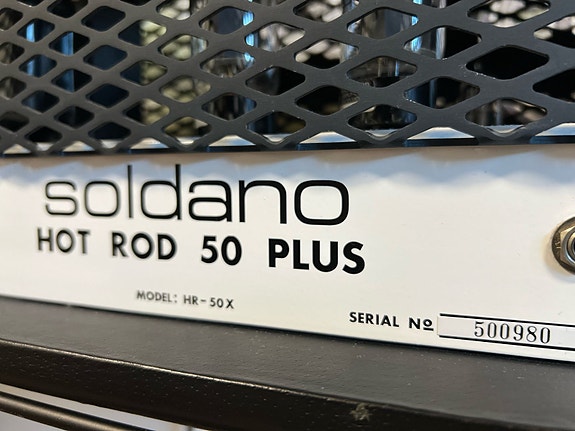 soldano
HOT ROD 50 PLUS
MODEL: HR-50X
SERIAL Nº 500980